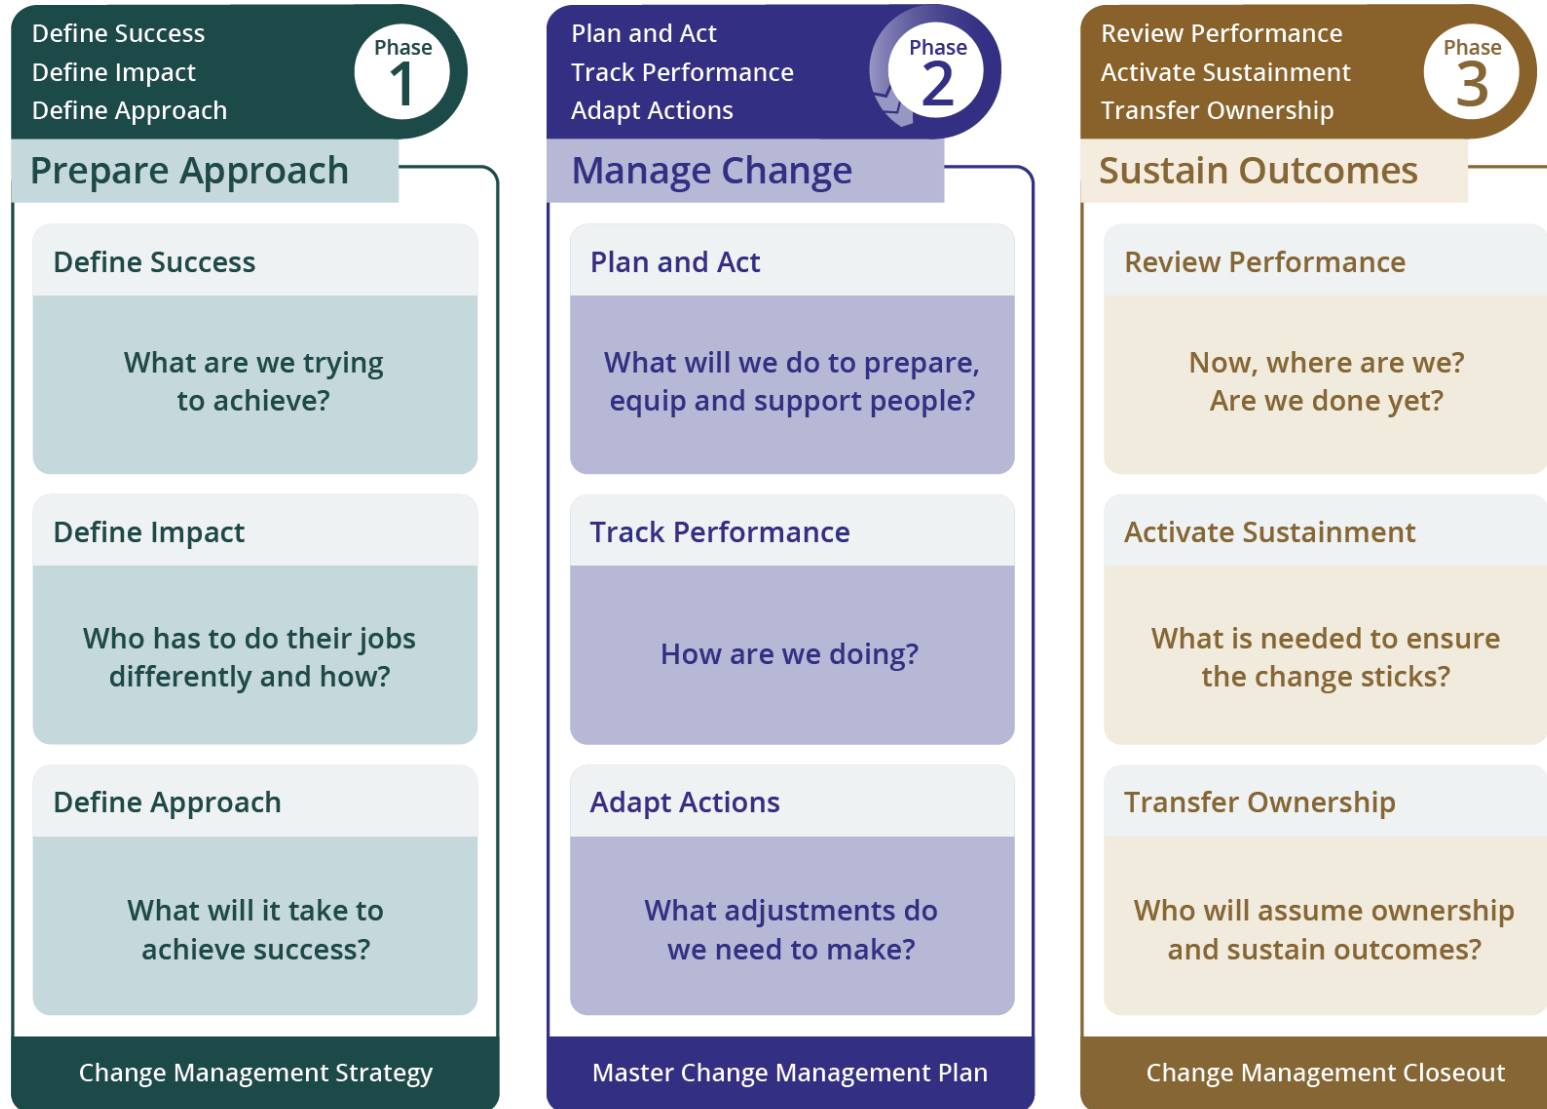 Define Success
Define Impact
Define Approach
Phase
1
Prepare Approach
Define Success
What are we trying
to achieve?
Define Impact
Who has to do their jobs
differently and how?
Define Approach
What will it take to
achieve success?
Change Management Strategy
Plan and Act
Track Performance
Adapt Actions
Phase
2
Manage Change
Plan and Act
What will we do to prepare,
equip and support people?
Track Performance
How are we doing?
Adapt Actions
What adjustments do
we need to make?
Master Change Management Plan
Review Performance
Activate Sustainment
Transfer Ownership
Phase
3
Sustain Outcomes
Review Performance
Now, where are we?
Are we done yet?
Activate Sustainment
What is needed to ensure
the change sticks?
Transfer Ownership
Who will assume ownership
and sustain outcomes?
Change Management Closeout